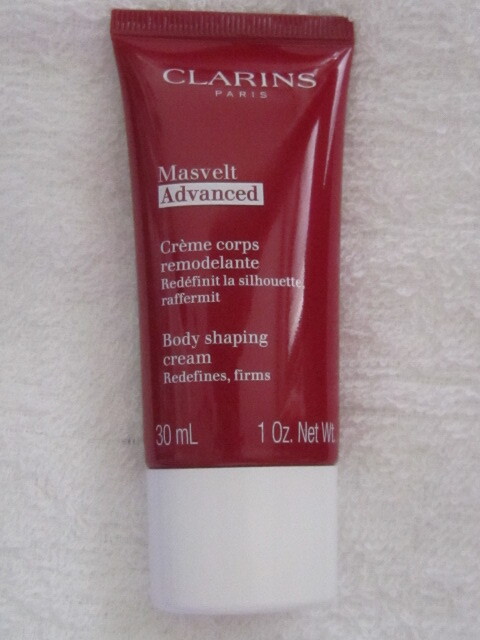 CLARINS
PARIS
Masvelt
Advanced
Crème corps
remodelante
Redéfinit la silhouette,
raffermit
Body shaping
cream
Redefines, firms
30 mL 1 Oz. Net Wt.